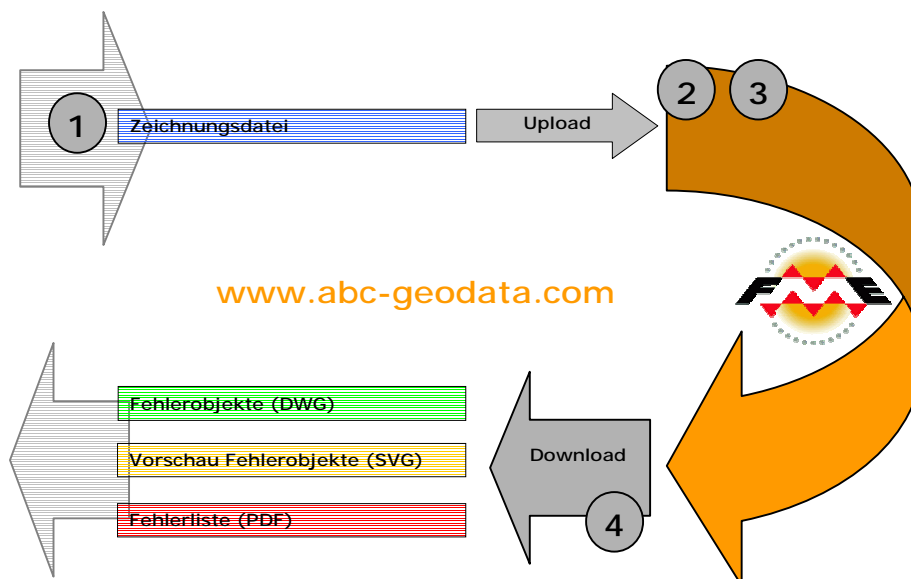 1
Zeichnungsdatei
Upload
2
3
FME
www.abc-geodata.com
Fehlerobjekte (DWG)
Vorschau Fehlerobjekte (SVG)
Download
Fehlerliste (PDF)
4